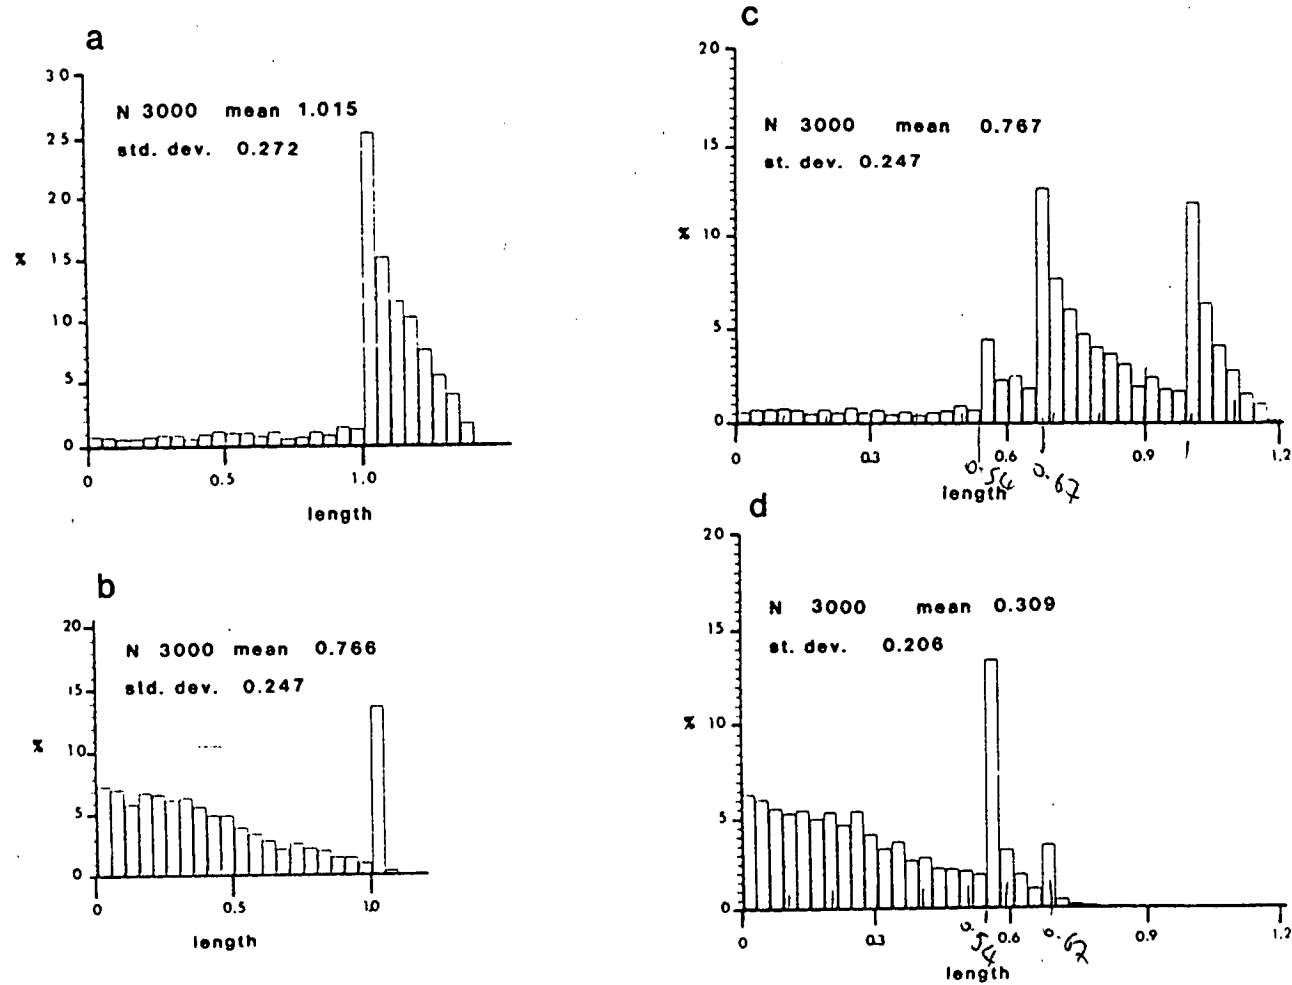 a
30
N 3000 mean 1.015
25
std. dev. 0.272
20
%
15
10
5
0
0 0.5 1.0
length
b
20
N 3000 mean 0.766
15
std. dev. 0.247
%
10
5
0
0 0.5 1.0
length
c
20
N 3000 mean 0.767
15
st. dev. 0.247
% 10
5
0
0 0.3 0.6 0.9 1.2
0.54 0.67
length
d
20
N 3000 mean 0.309
15
st. dev. 0.206
% 10
5
0
0 0.3 0.6 0.9 1.2
0.54 0.67
length